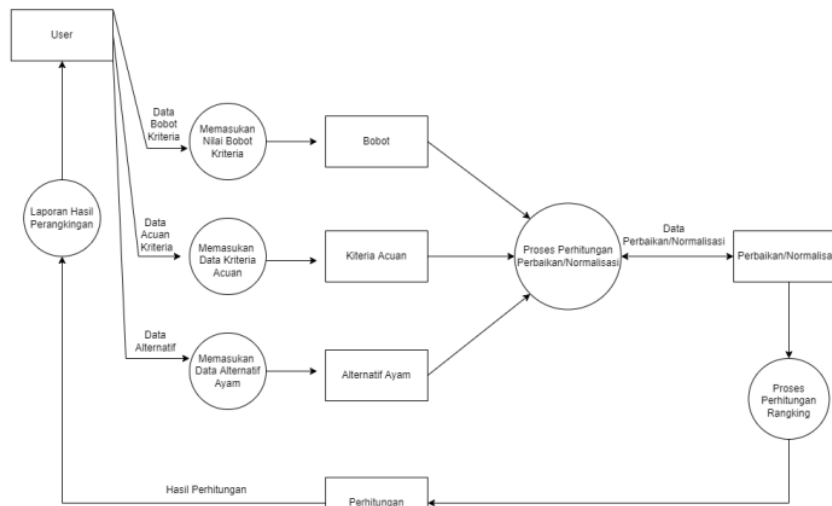 User
Data
Bobot
Kriteria
Memasukan
Nilai Bobot
Kriteria
Bobot
Laporan Hasil
Perangkingan
Data
Acuan
Kriteria
Memasukan
Data Kriteria
Acuan
Kiteria Acuan
Proses Perhitungan
Perbaikan/Normalisasi
Data
Perbaikan/Normalisasi
Perbaikan/Normalisa
Data
Alternatif
Memasukan
Data Alternatif
Ayam
Alternatif Ayam
Proses
Perhitungan
Rangking
Hasil Perhitungan
Perhitungan